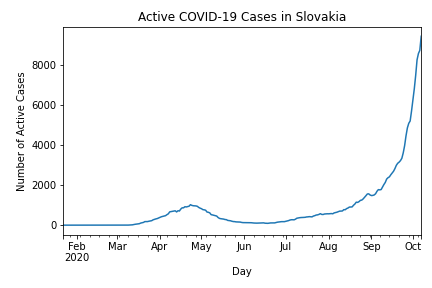 Active COVID-19 Cases in Slovakia
Number of Active Cases
8000
6000
4000
2000
0
Feb Mar Apr May Jun Jul Aug Sep Oct
2020
Day